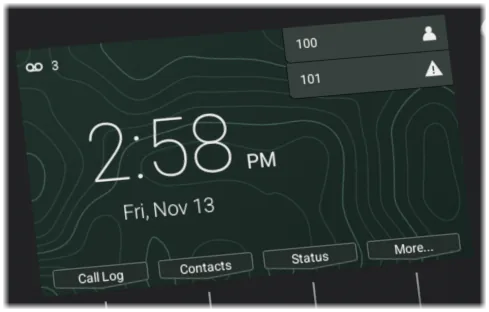 3
100
101
2:58 PM
Fri, Nov 13
Call Log
Contacts
Status
More...